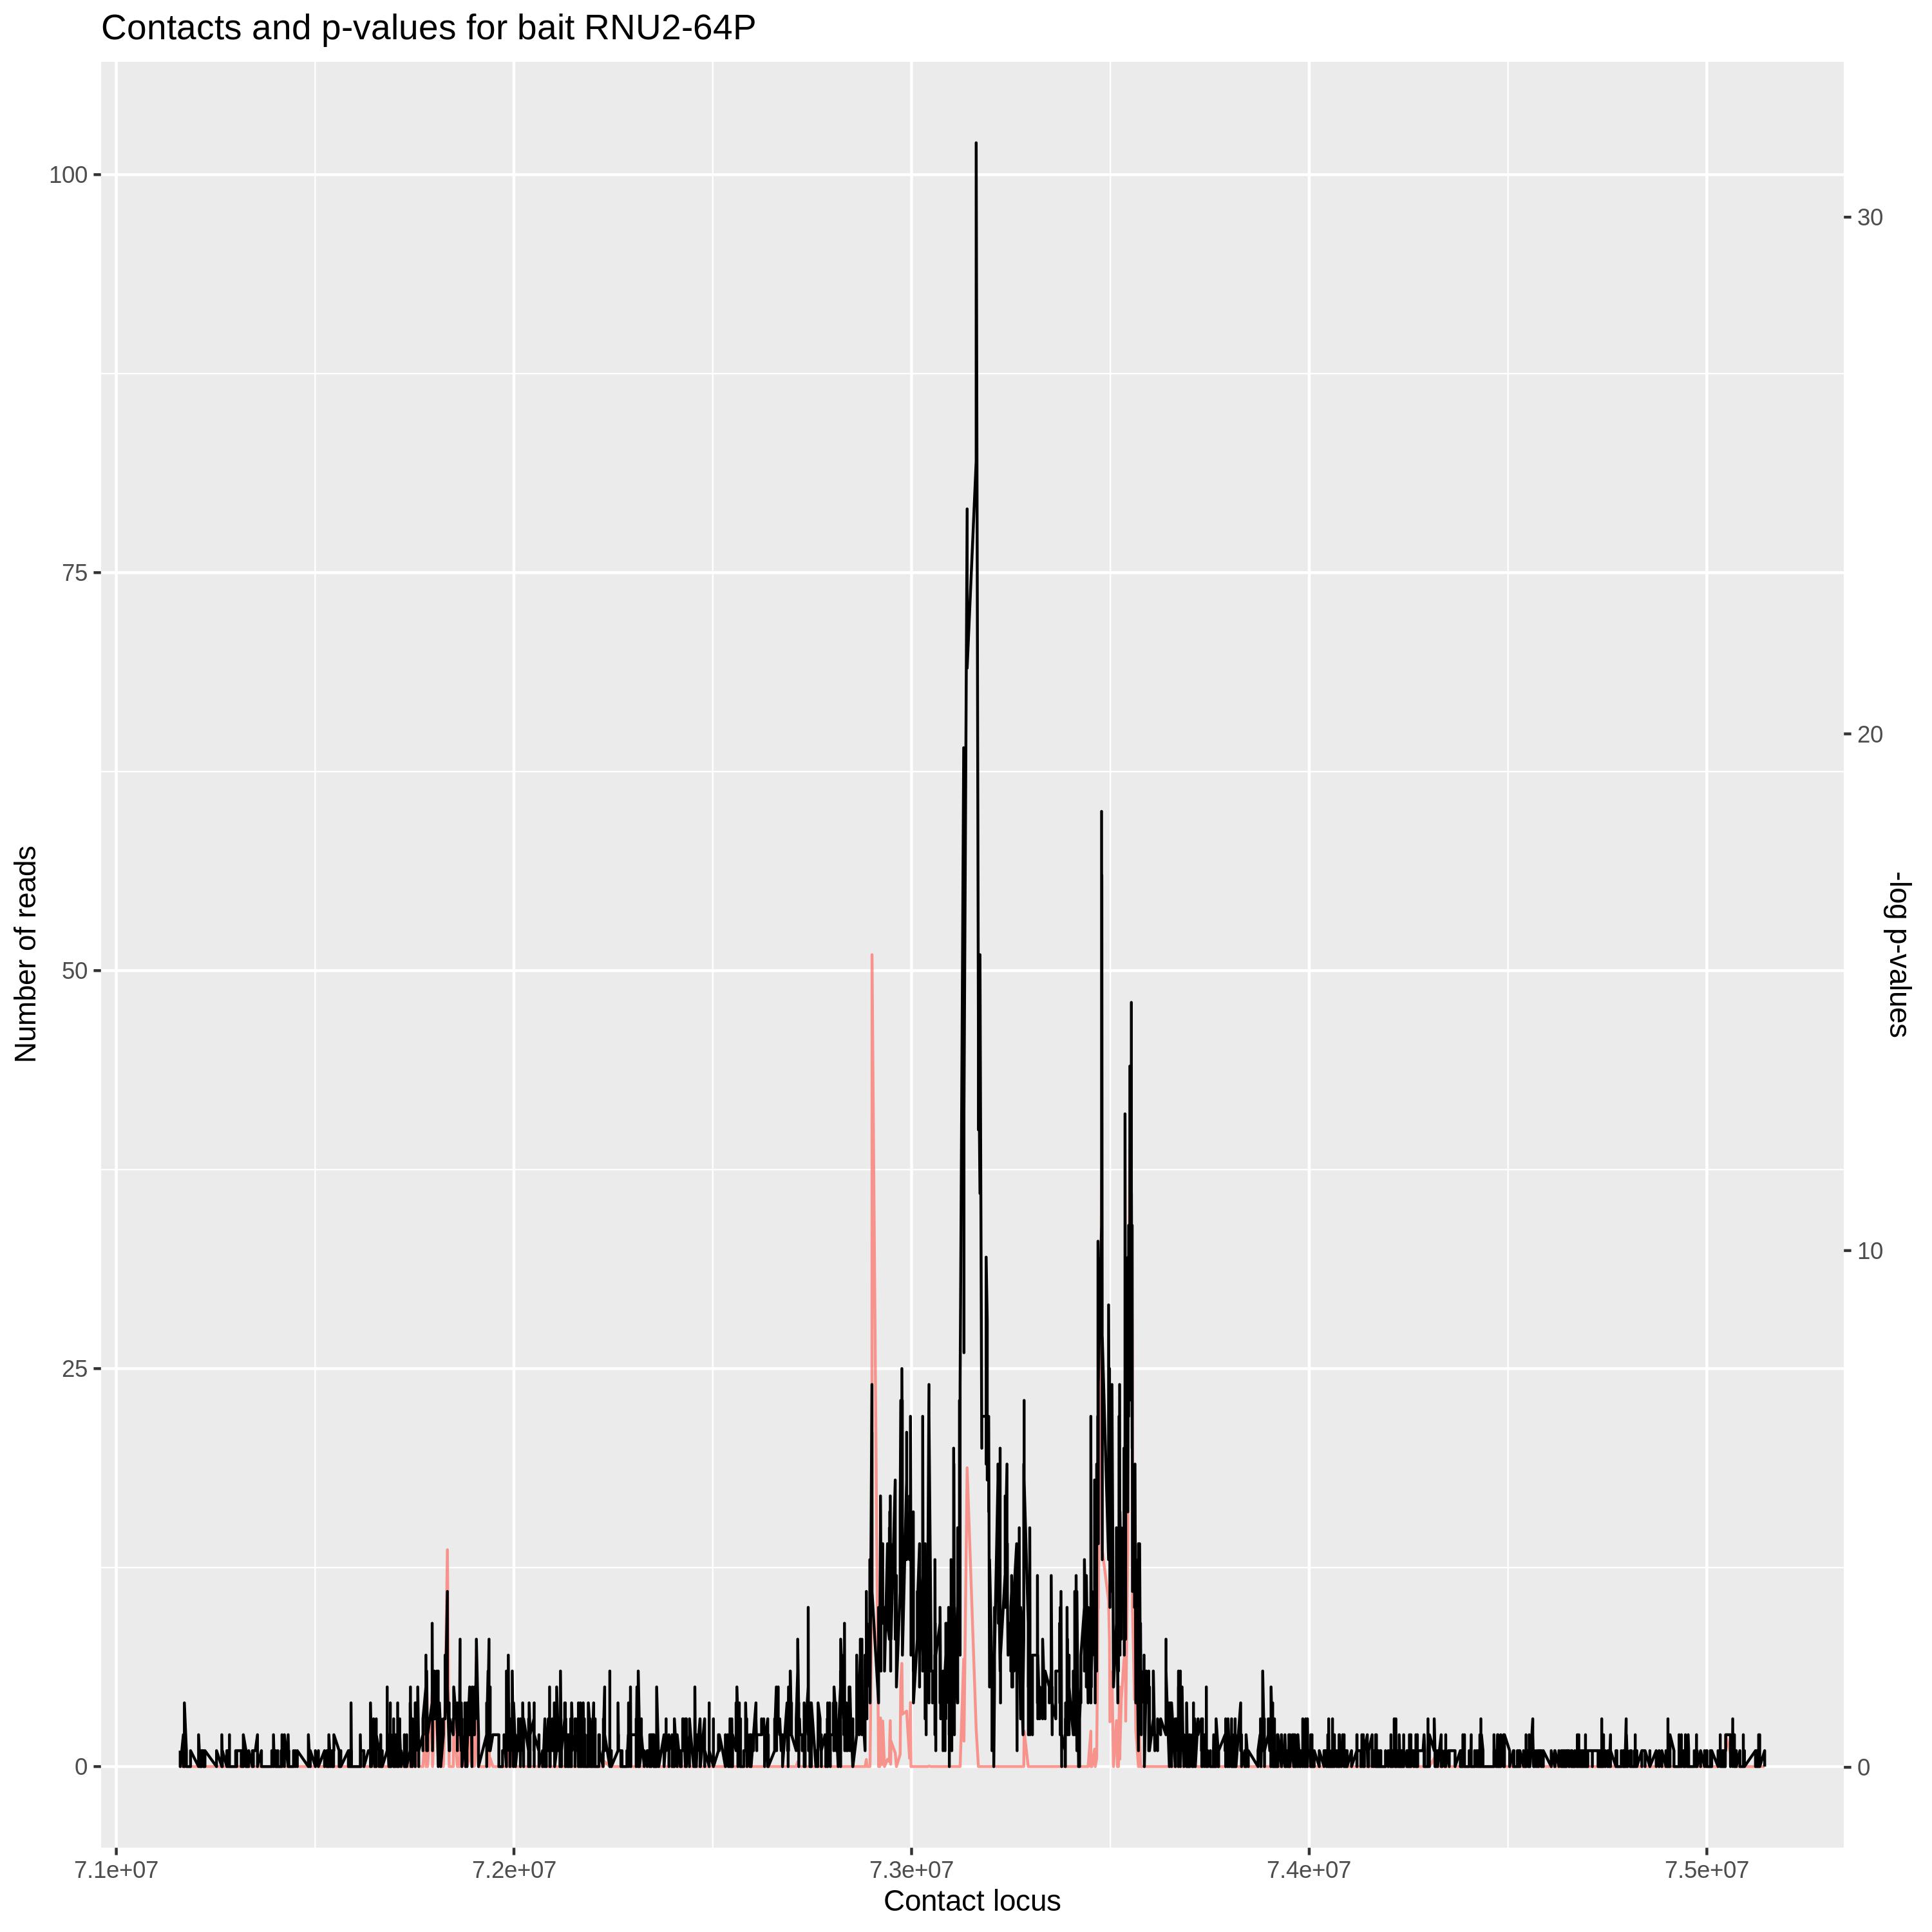 Contacts and p-values for bait RNU2-64P
100
75
50
25
0
Number of reads
30
20
10
0
-log p-values
7.1e+07 7.2e+07 7.3e+07 7.4e+07 7.5e+07
Contact locus